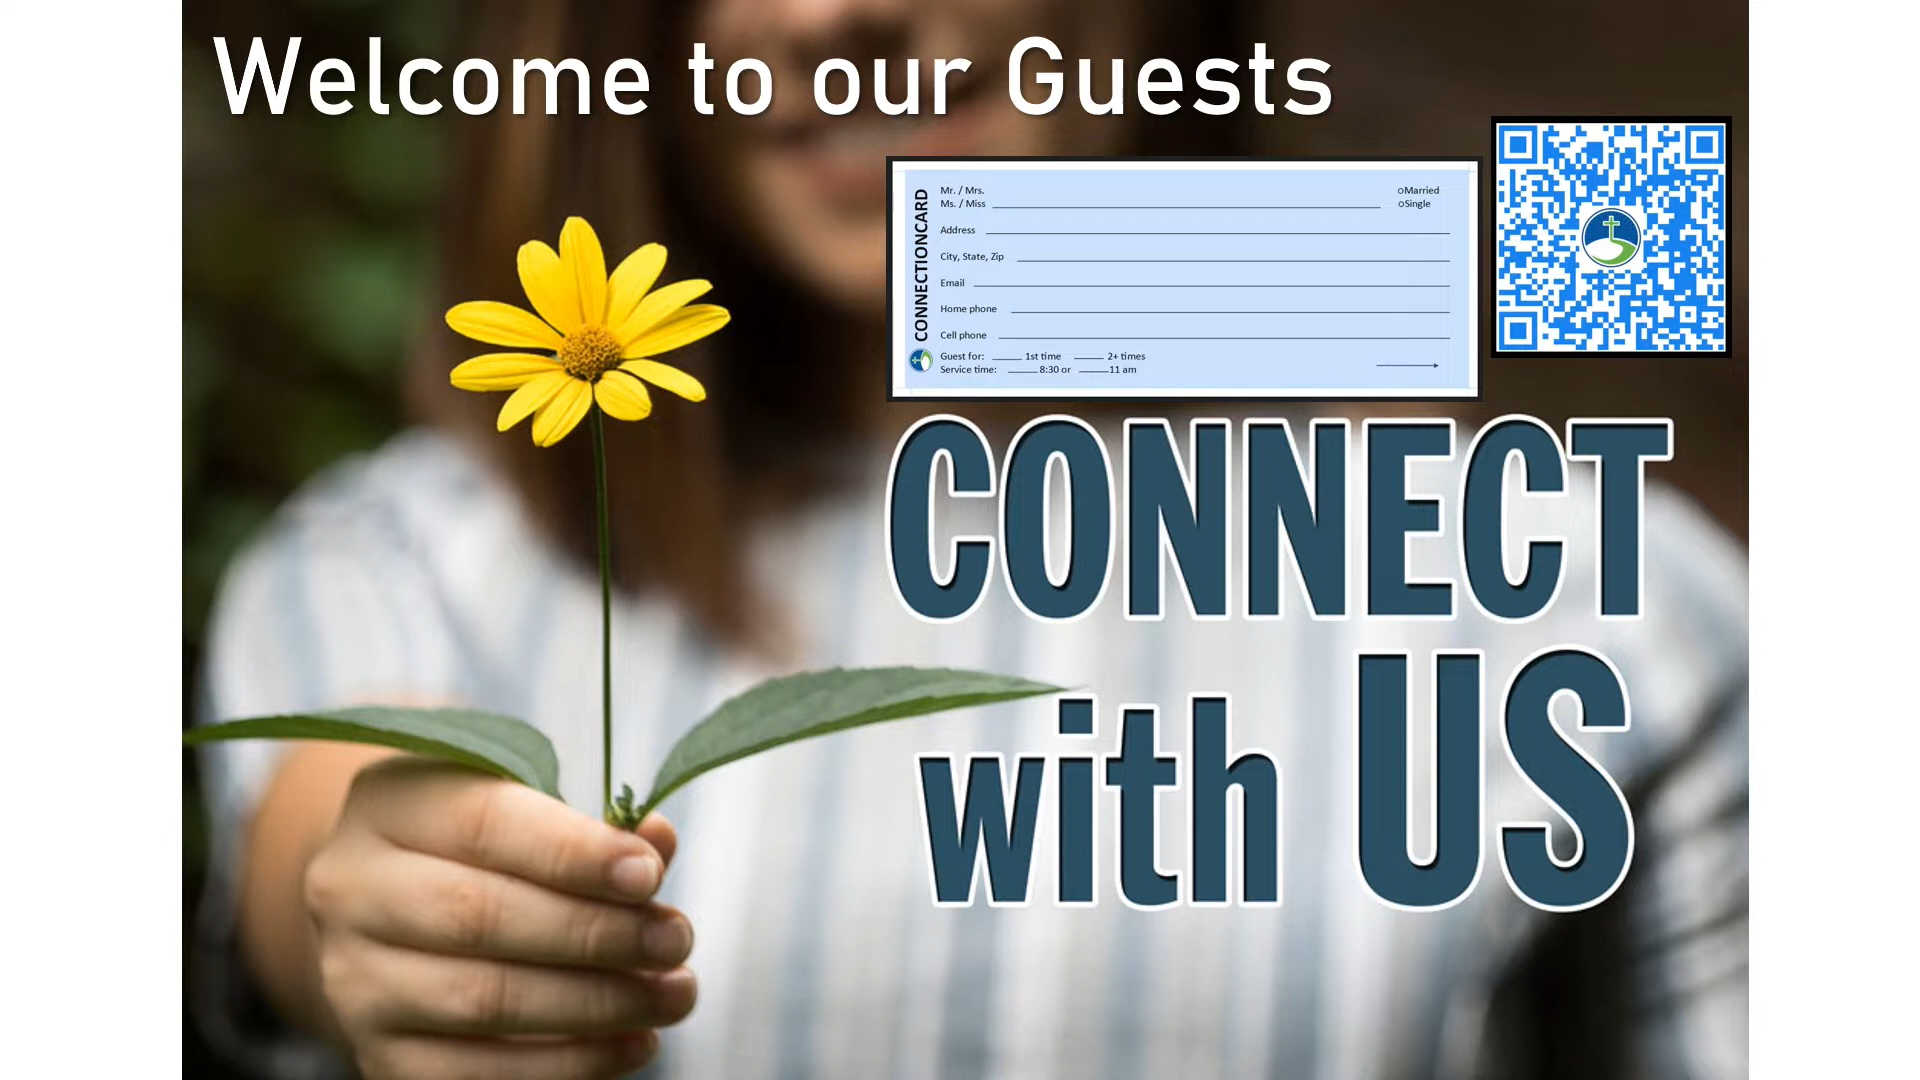 Welcome to our Guests
CONNECTIONCARD
Mr. / Mrs.
Ms. / Miss
Married
Single
Address
City, State, Zip
Email
Home phone
Cell phone
Guest for: 1st time 2+ times
Service time: 8:30 or 11 am
CONNECT
with US